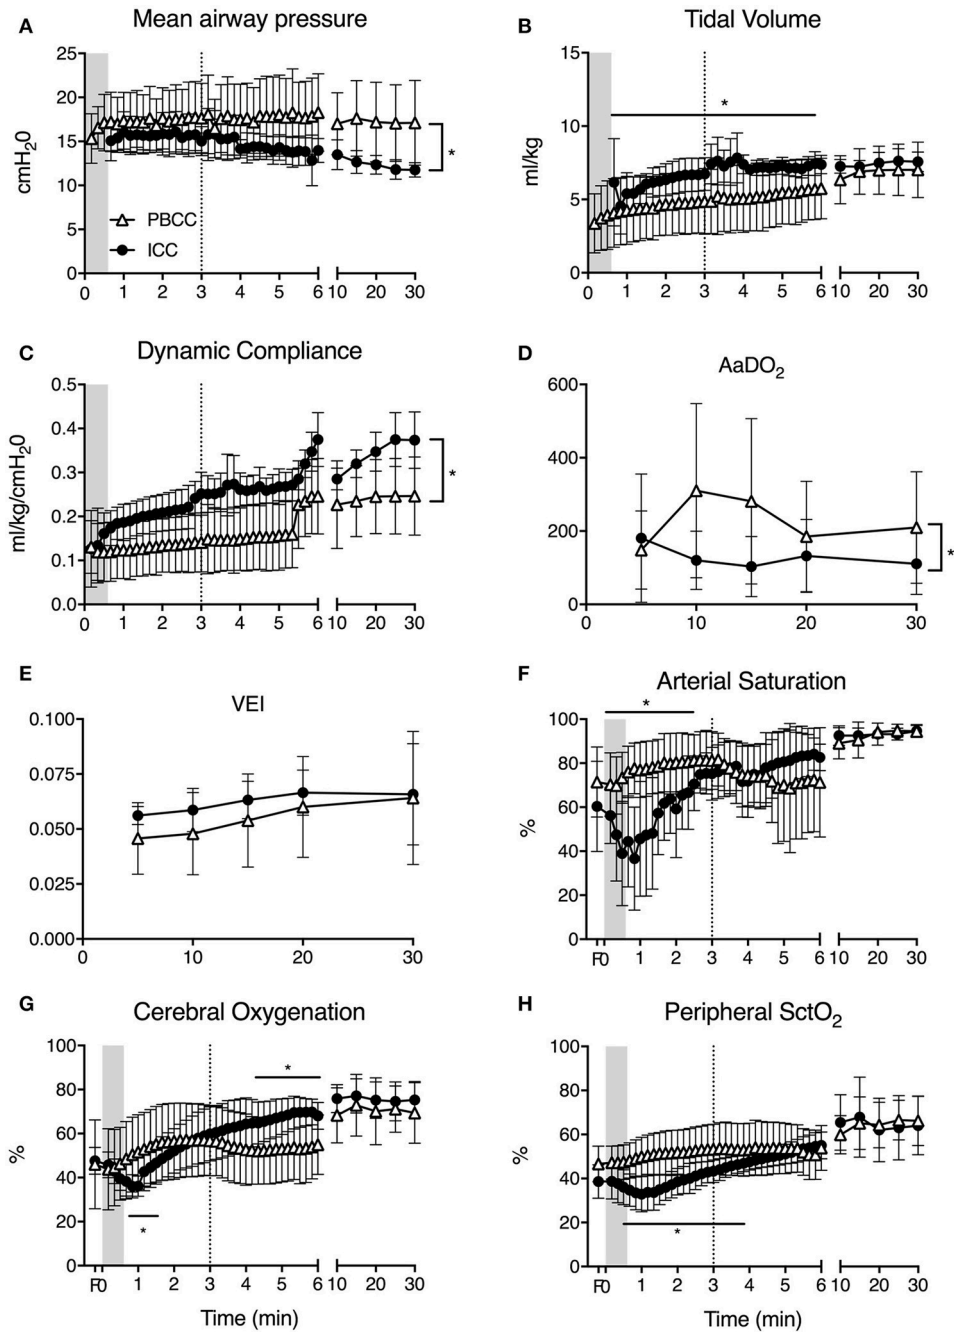 A Mean airway pressure
25
20
15
10
5
0
cmH20
PBCC
ICC
*
0 1 2 3 4 5 6 10 20 30
B Tidal Volume
15
10
5
0
ml/kg
*
0 1 2 3 4 5 6 10 20 30
C Dynamic Compliance
0.5
0.4
0.3
0.2
0.1
0.0
ml/kg/cmH20
*
0 1 2 3 4 5 6 10 20 30
D AaDO2
600
400
200
0
*
0 10 20 30
E VEI
0.100
0.075
0.050
0.025
0.000
0 10 20 30
F Arterial Saturation
100
80
60
40
20
0
%
*
F0 1 2 3 4 5 6 10 20 30
G Cerebral Oxygenation
100
80
60
40
20
0
%
*
*
F0 1 2 3 4 5 6 10 20 30
Time (min)
H Peripheral SctO2
100
80
60
40
20
0
%
*
F0 1 2 3 4 5 6 10 20 30
Time (min)